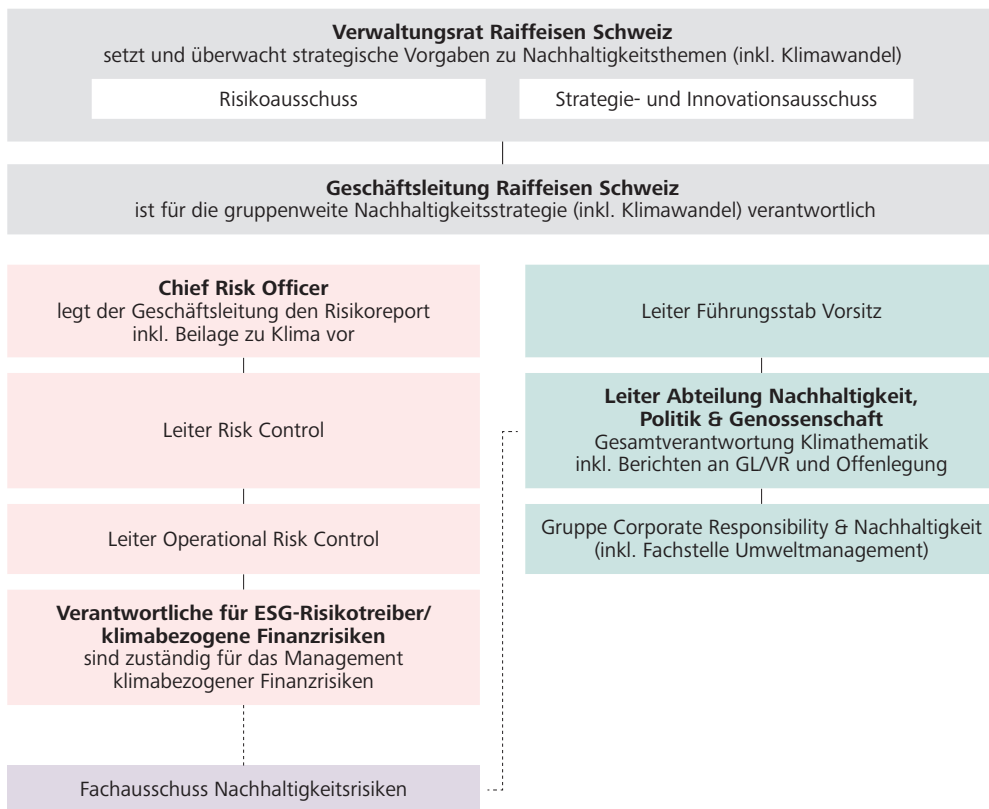 Verwaltungsrat Raiffeisen Schweiz
setzt und überwacht strategische Vorgaben zu Nachhaltigkeitsthemen (inkl. Klimawandel)
Risikoausschuss
Strategie- und Innovationsausschuss
Geschäftsleitung Raiffeisen Schweiz
ist für die gruppenweite Nachhaltigkeitsstrategie (inkl. Klimawandel) verantwortlich
Chief Risk Officer
legt der Geschäftsleitung den Risikoreport
inkl. Beilage zu Klima vor
Leiter Risk Control
Leiter Operational Risk Control
Verantwortliche für ESG-Risikotreiber/
klimabezogene Finanzrisiken
sind zuständig für das Management
klimabezogener Finanzrisiken
Fachausschuss Nachhaltigkeitsrisiken
Leiter Führungsstab Vorsitz
Leiter Abteilung Nachhaltigkeit,
Politik & Genossenschaft
Gesamtverantwortung Klimathematik
inkl. Berichten an GL/VR und Offenlegung
Gruppe Corporate Responsibility & Nachhaltigkeit
(inkl. Fachstelle Umweltmanagement)